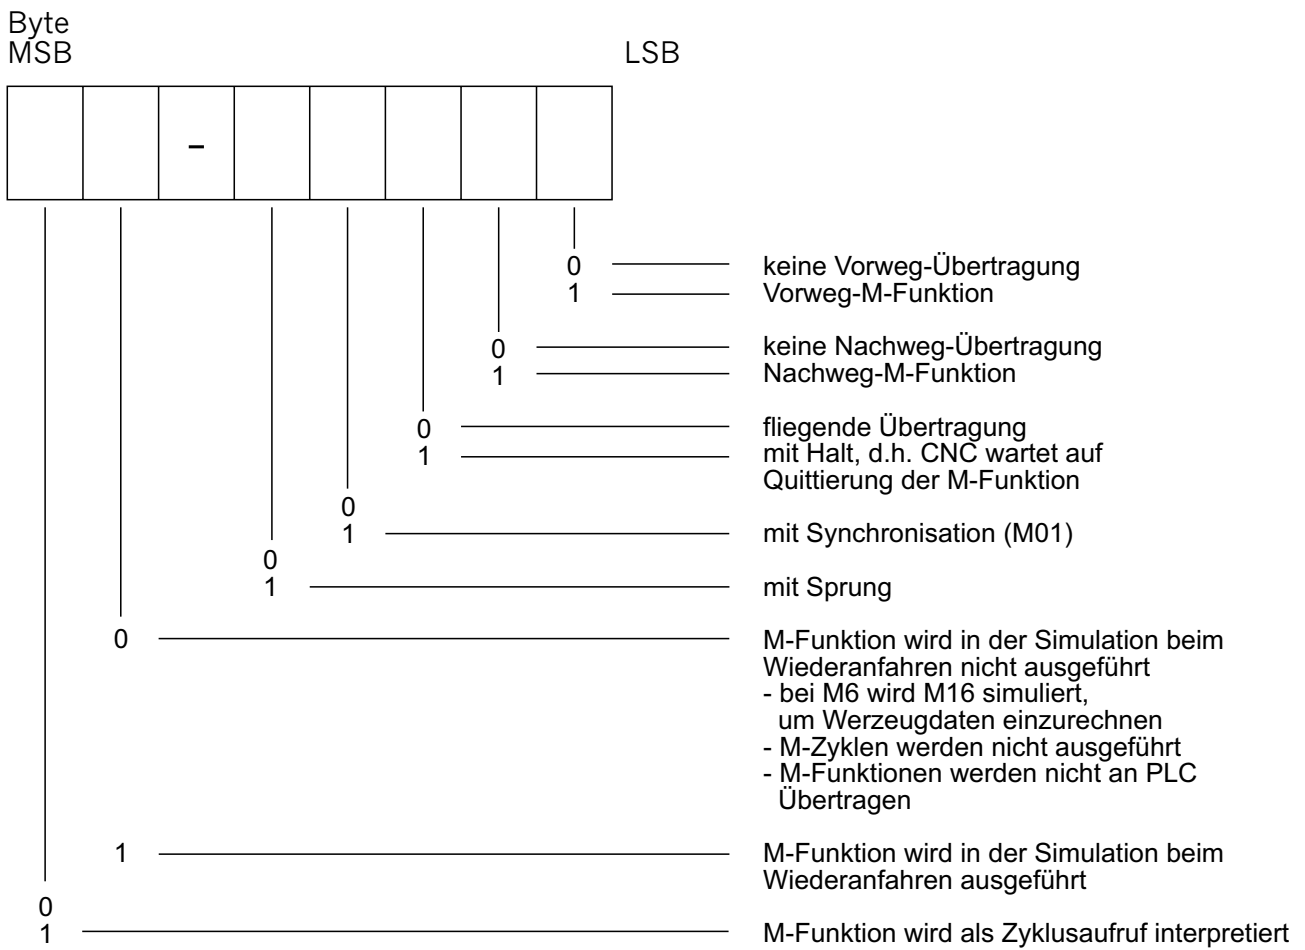 Byte
MSB LSB
–
0 keine Vorweg-Übertragung
1 Vorweg-M-Funktion
0 keine Nachweg-Übertragung
1 Nachweg-M-Funktion
0 fliegende Übertragung
1 mit Halt, d.h. CNC wartet auf
Quittierung der M-Funktion
0
1 mit Synchronisation (M01)
0
1 mit Sprung
0 M-Funktion wird in der Simulation beim
Wiederanfahren nicht ausgeführt
- bei M6 wird M16 simuliert,
um Werzeugdaten einzurechnen
- M-Zyklen werden nicht ausgeführt
- M-Funktionen werden nicht an PLC
Übertragen
1 M-Funktion wird in der Simulation beim
Wiederanfahren ausgeführt
0
1 M-Funktion wird als Zyklusaufruf interpretiert